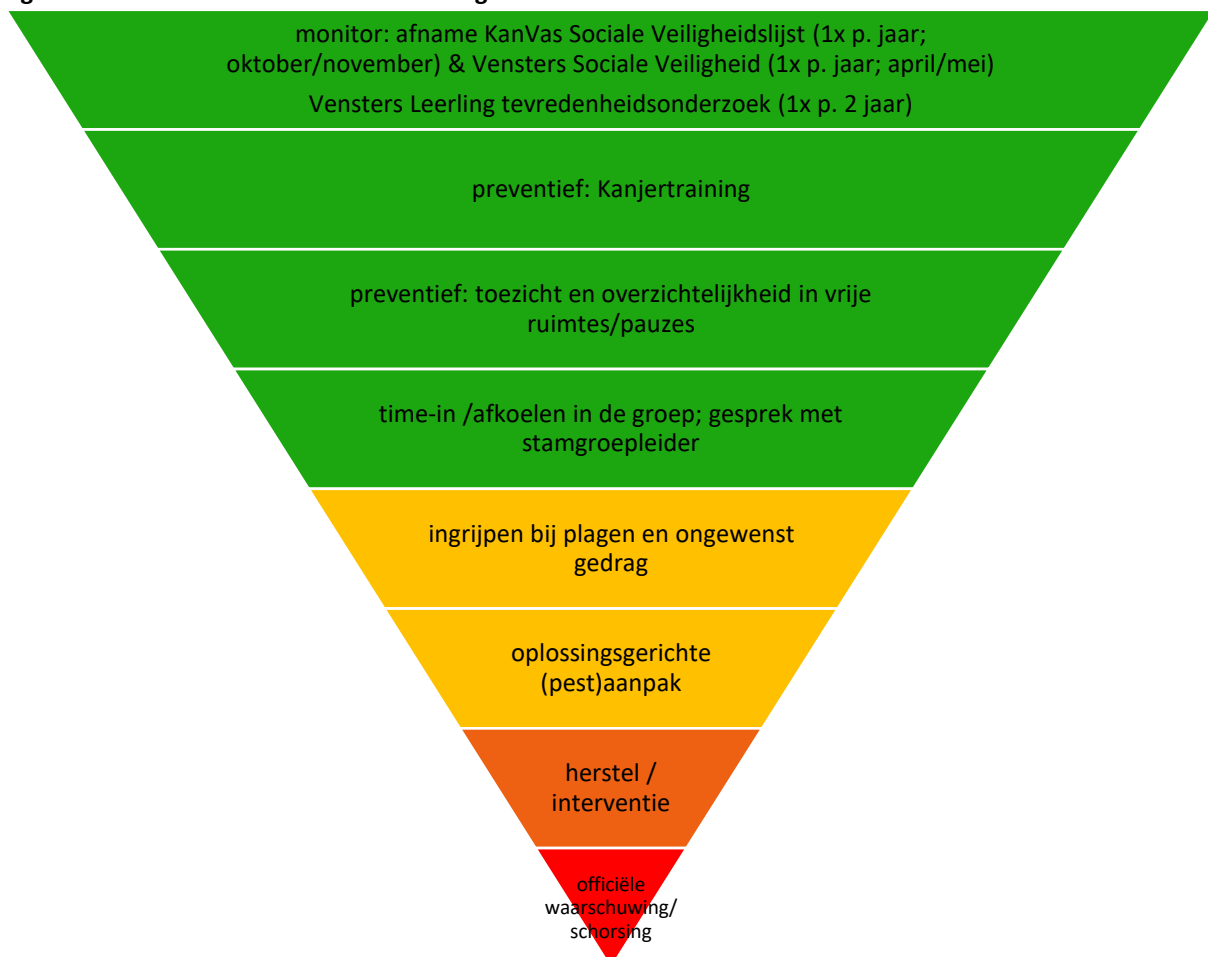 monitor: afname KanVas Sociale Veiligheidslijst (1x p. jaar;
oktober/november) & Vensters Sociale Veiligheid (1x p. jaar; april/mei)
Vensters Leerling tevredenheidsonderzoek (1x p. 2 jaar)
preventief: Kanjertraining
preventief: toezicht en overzichtelijkheid in vrije
ruimtes/pauzes
time-in /afkoelen in de groep; gesprek met
stamgroepleider
ingrijpen bij plagen en ongewenst
gedrag
oplossingsgerichte
(pest)aanpak
herstel /
interventie
officiële
waarschuwing/
schorsing